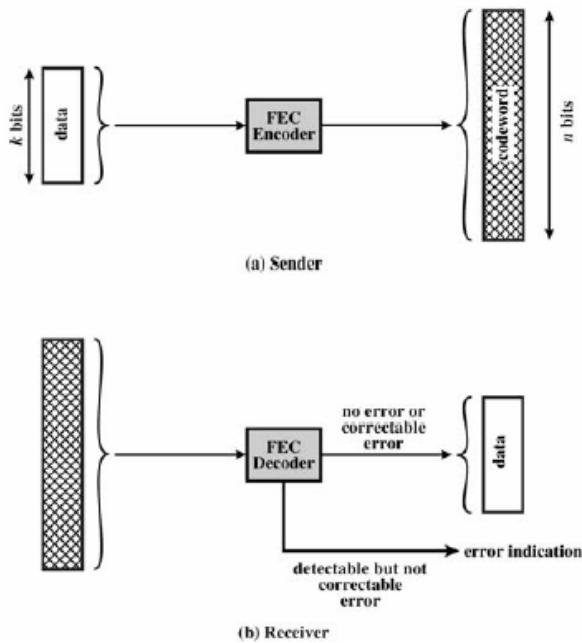 k bits
data
FEC
Encoder
codeword
n bits
(a) Sender
FEC
Decoder
no error or
correctable
error
data
error indication
detectable but not
correctable
error
(b) Receiver